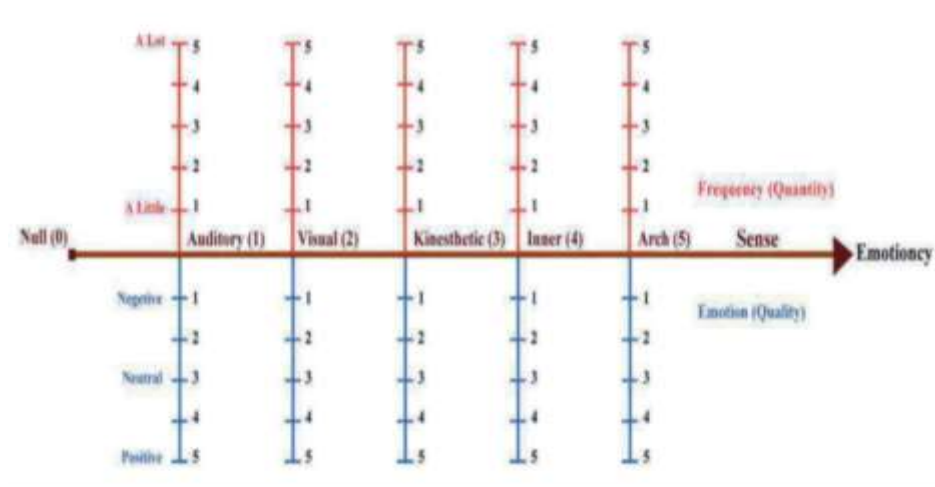 A Lot 5 5 5 5 5
4 4 4 4 4
3 3 3 3 3
2 2 2 2 2
Frequency (Quantity)
A Little 1 1 1 1 1
Null (0) Auditory (1) Visual (2) Kinesthetic (3) Inner (4) Arch (5) Sense
Emotioncy
Negetive 1 1 1 1 1
Emotion (Quality)
2 2 2 2 2
Neutral 3 3 3 3 3
4 4 4 4 4
Positive 5 5 5 5 5